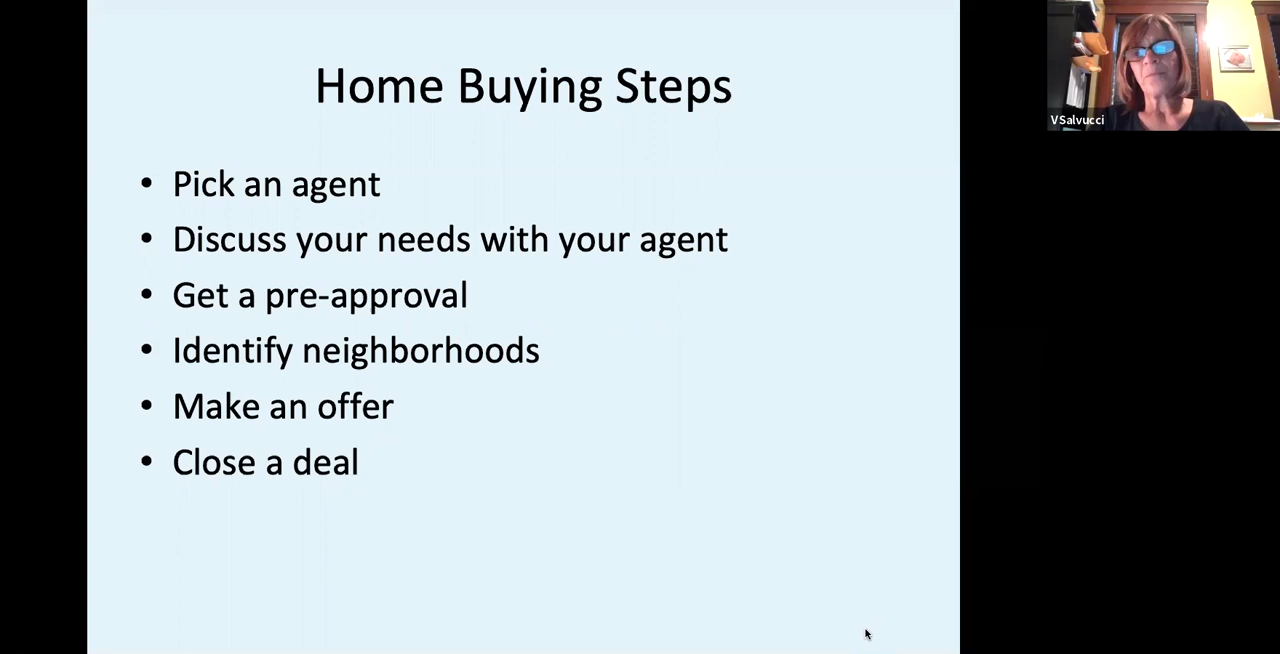 Home Buying Steps
• Pick an agent
• Discuss your needs with your agent
• Get a pre-approval
• Identify neighborhoods
• Make an offer
• Close a deal
VSalvucci